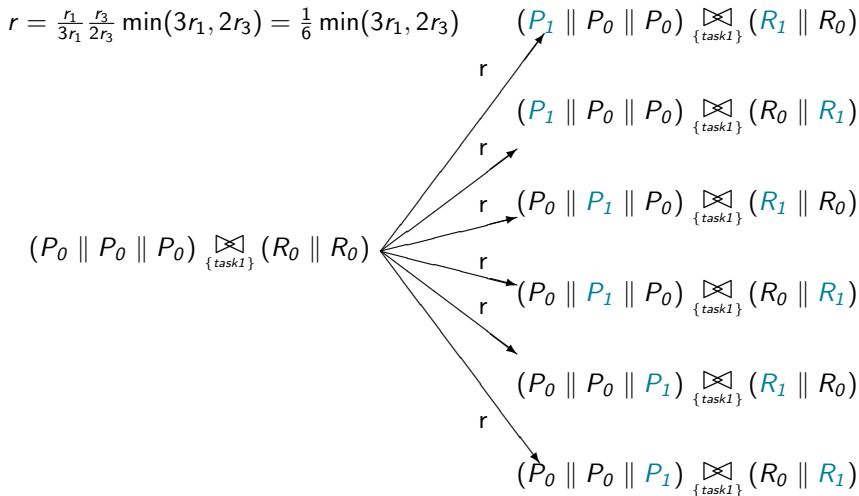 r = r₁/3r₁ r₃/2r₃ min(3r₁, 2r₃) = 1/6 min(3r₁, 2r₃)
(P₁ ∥ P₀ ∥ P₀) ⋈{task1} (R₁ ∥ R₀)
r
(P₁ ∥ P₀ ∥ P₀) ⋈{task1} (R₀ ∥ R₁)
r
(P₀ ∥ P₁ ∥ P₀) ⋈{task1} (R₁ ∥ R₀)
r
(P₀ ∥ P₀ ∥ P₀) ⋈{task1} (R₀ ∥ R₀)
r
(P₀ ∥ P₁ ∥ P₀) ⋈{task1} (R₀ ∥ R₁)
r
(P₀ ∥ P₀ ∥ P₁) ⋈{task1} (R₁ ∥ R₀)
r
(P₀ ∥ P₀ ∥ P₁) ⋈{task1} (R₀ ∥ R₁)